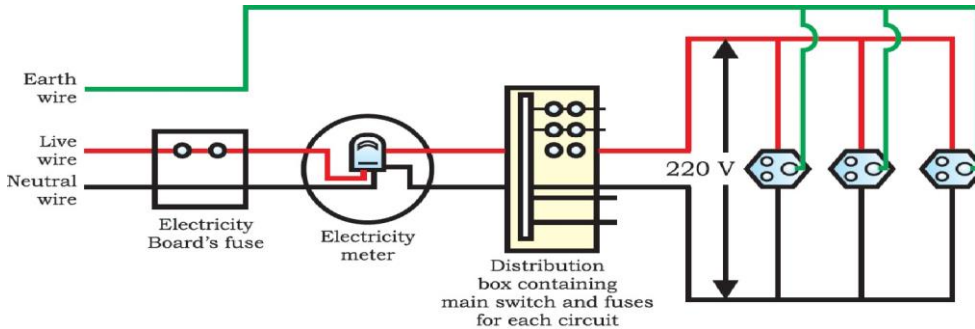 Earth
wire
Live
wire
Neutral
wire
Electricity
Board's fuse
Electricity
meter
Distribution
box containing
main switch and fuses
for each circuit
220 V